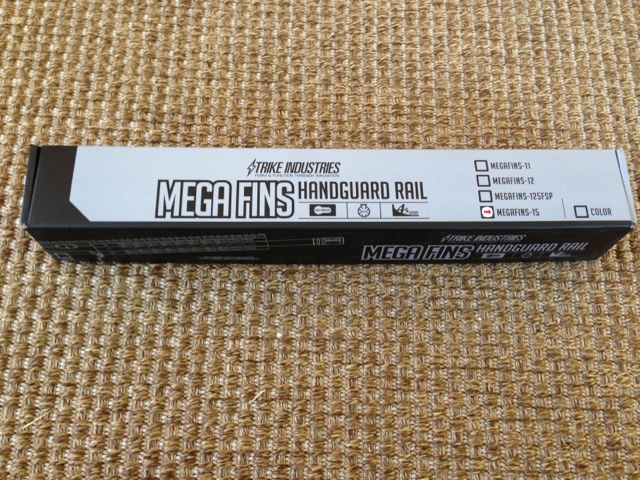 STRIKE INDUSTRIES
FORM & FUNCTION THROUGH INNOVATION
MEGA FINS HANDGUARD RAIL
MEGAFINS-11
MEGAFINS-12
MEGAFINS-125FSP
MEGAFINS-15
COLOR
STRIKE INDUSTRIES
MEGA FINS HANDGUARD RAIL